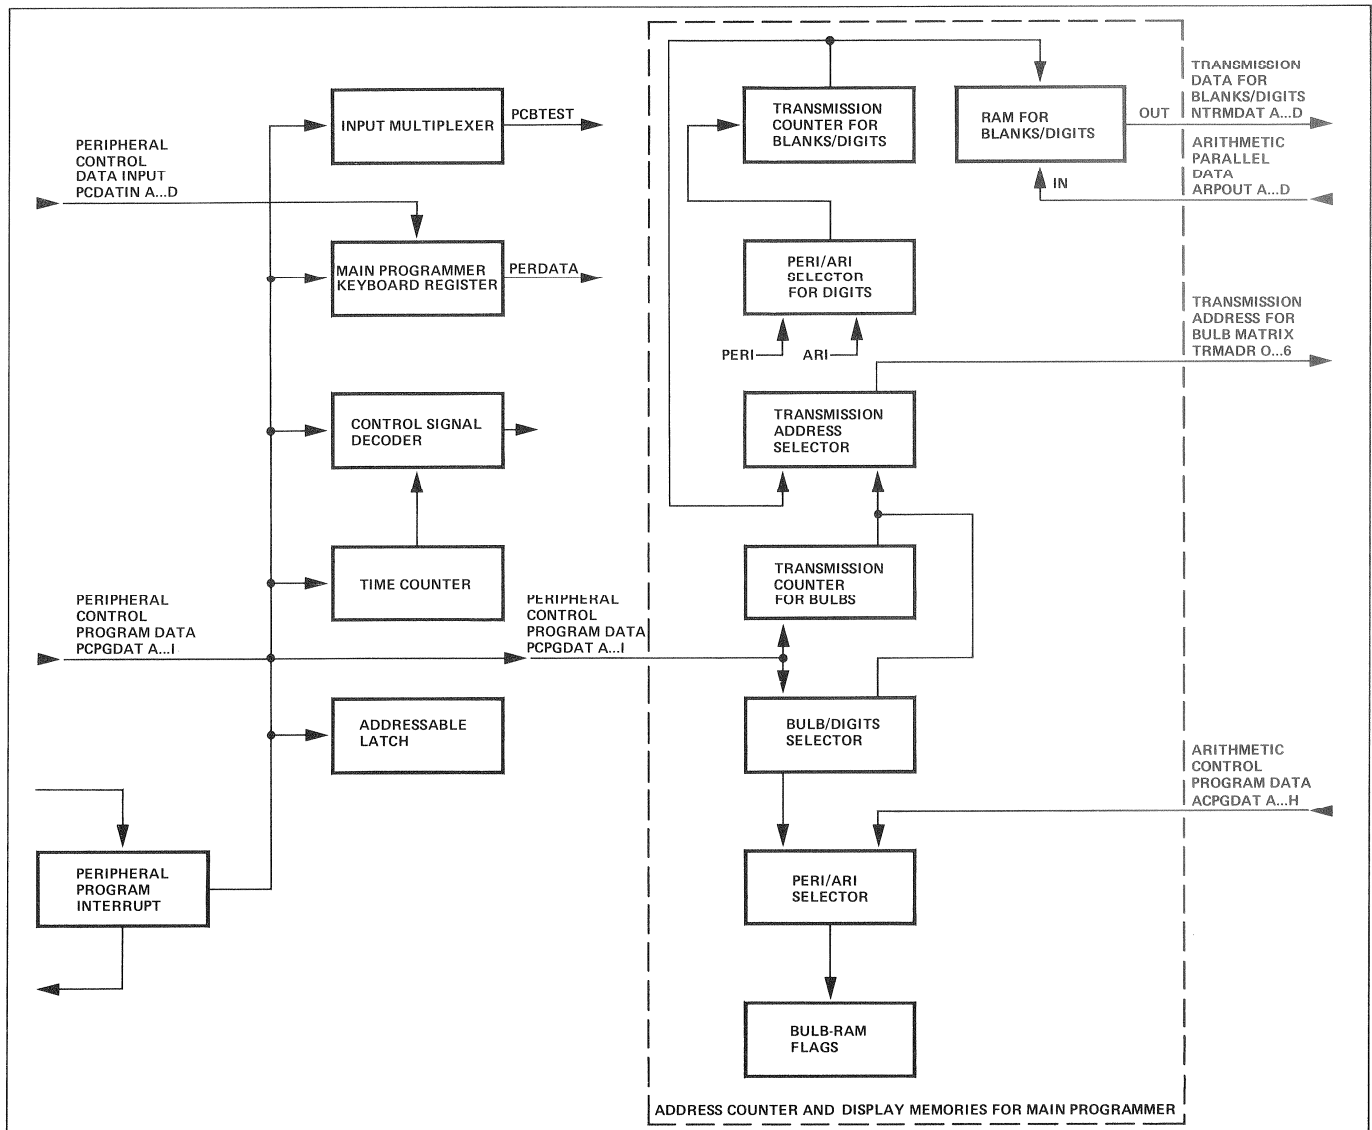 INPUT MULTIPLEXER
PCBTEST
PERIPHERAL
CONTROL
DATA INPUT
PCDATIN A...D
MAIN PROGRAMMER
KEYBOARD REGISTER
PERDATA
CONTROL SIGNAL
DECODER
TIME COUNTER
PERIPHERAL
CONTROL
PROGRAM DATA
PCPGDAT A...I
ADDRESSABLE
LATCH
PERIPHERAL
PROGRAM
INTERRUPT
PERIPHERAL
CONTROL
PROGRAM DATA
PCPGDAT A...I
TRANSMISSION
COUNTER FOR
BLANKS/DIGITS
RAM FOR
BLANKS/DIGITS
OUT
IN
PERI/ARI
SELECTOR
FOR DIGITS
PERI
ARI
TRANSMISSION
ADDRESS
SELECTOR
TRANSMISSION
COUNTER
FOR BULBS
BULB/DIGITS
SELECTOR
PERI/ARI
SELECTOR
BULB-RAM
FLAGS
ADDRESS COUNTER AND DISPLAY MEMORIES FOR MAIN PROGRAMMER
TRANSMISSION
DATA FOR
BLANKS/DIGITS
NTRMDAT A...D
ARITHMETIC
PARALLEL
DATA
ARPOUT A...D
TRANSMISSION
ADDRESS FOR
BULB MATRIX
TRMADR O...6
ARITHMETIC
CONTROL
PROGRAM DATA
ACPGDAT A...H